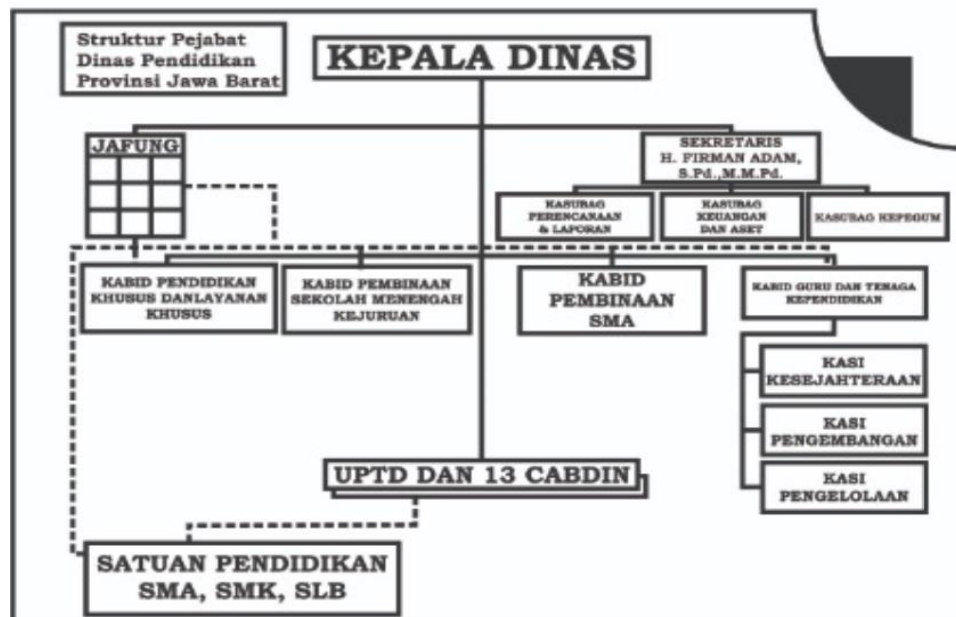 Struktur Pejabat
Dinas Pendidikan
Provinsi Jawa Barat
KEPALA DINAS
JAFUNG
SEKRETARIS
H. FIRMAN ADAM,
S.Pd.,M.M.Pd.
KASUBAG
PERENCANAAN
& LAPORAN
KASUBAG
KEUANGAN
DAN ASET
KASUBAG KEPEGUM
KABID PENDIDIKAN
KHUSUS DANLAYANAN
KHUSUS
KABID PEMBINAAN
SEKOLAH MENENGAH
KEJURUAN
KABID
PEMBINAAN
SMA
KABID GURU DAN TENAGA
KEPENDIDIKAN
KASI
KESEJAHTERAAN
KASI
PENGEMBANGAN
KASI
PENGELOLAAN
UPTD DAN 13 CABDIN
SATUAN PENDIDIKAN
SMA, SMK, SLB